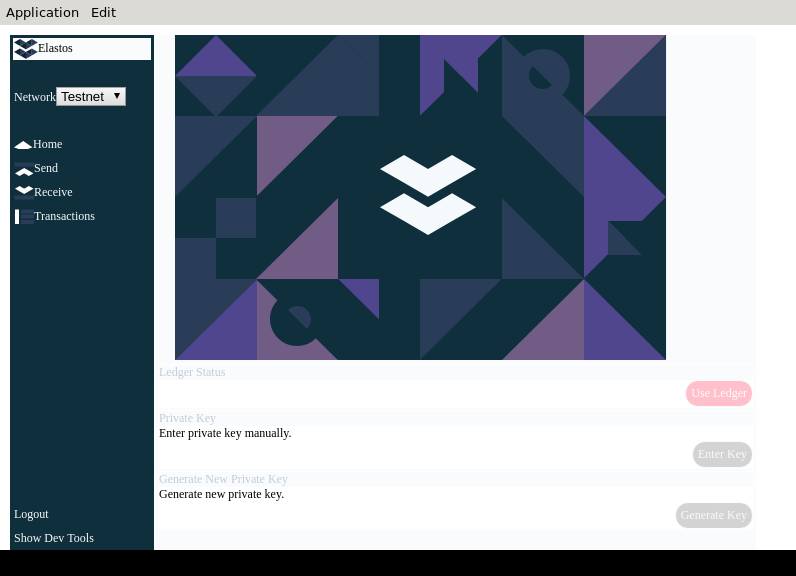 Application Edit
Elastos
Network Testnet
Home
Send
Receive
Transactions
Ledger Status
Use Ledger
Private Key
Enter private key manually.
Enter Key
Generate New Private Key
Generate new private key.
Generate Key
Logout
Show Dev Tools